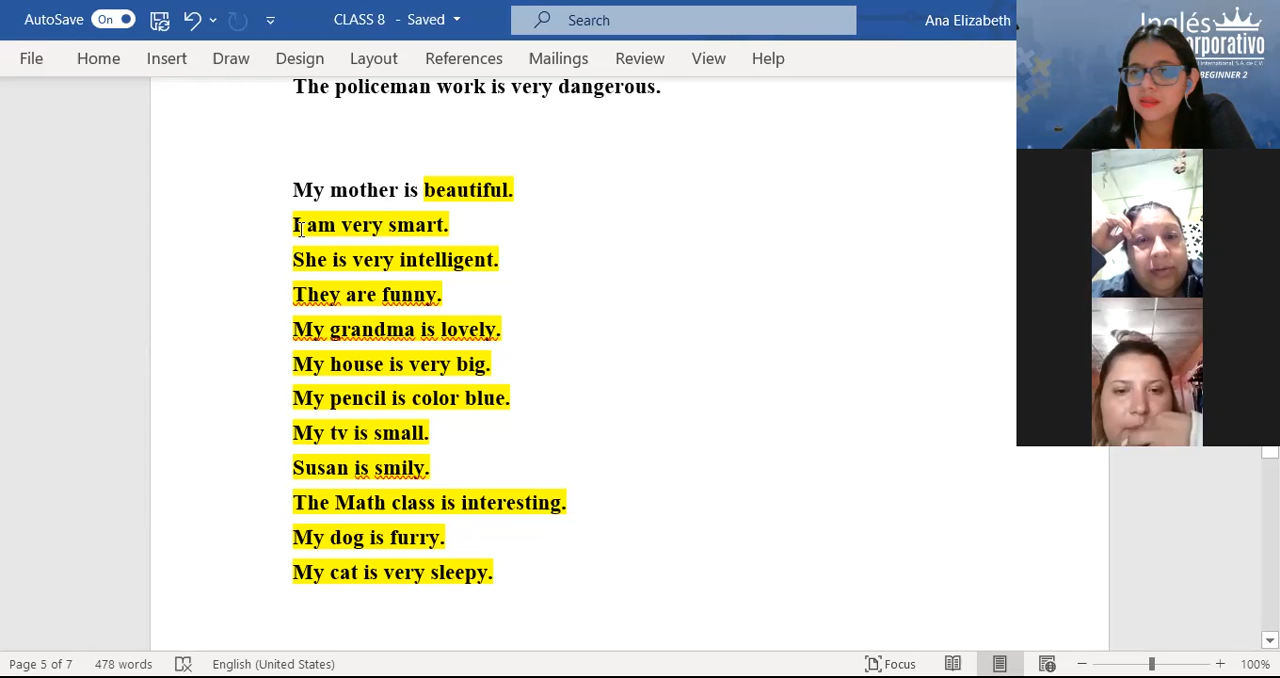 AutoSave On CLASS 8 - Saved Search Ana Elizabeth
File Home Insert Draw Design Layout References Mailings Review View Help
Inglés
orporativo
BEGINNER 2
The policeman work is very dangerous.
My mother is beautiful.
I am very smart.
She is very intelligent.
They are funny.
My grandma is lovely.
My house is very big.
My pencil is color blue.
My tv is small.
Susan is smily.
The Math class is interesting.
My dog is furry.
My cat is very sleepy.
Page 5 of 7 478 words English (United States) Focus 100%